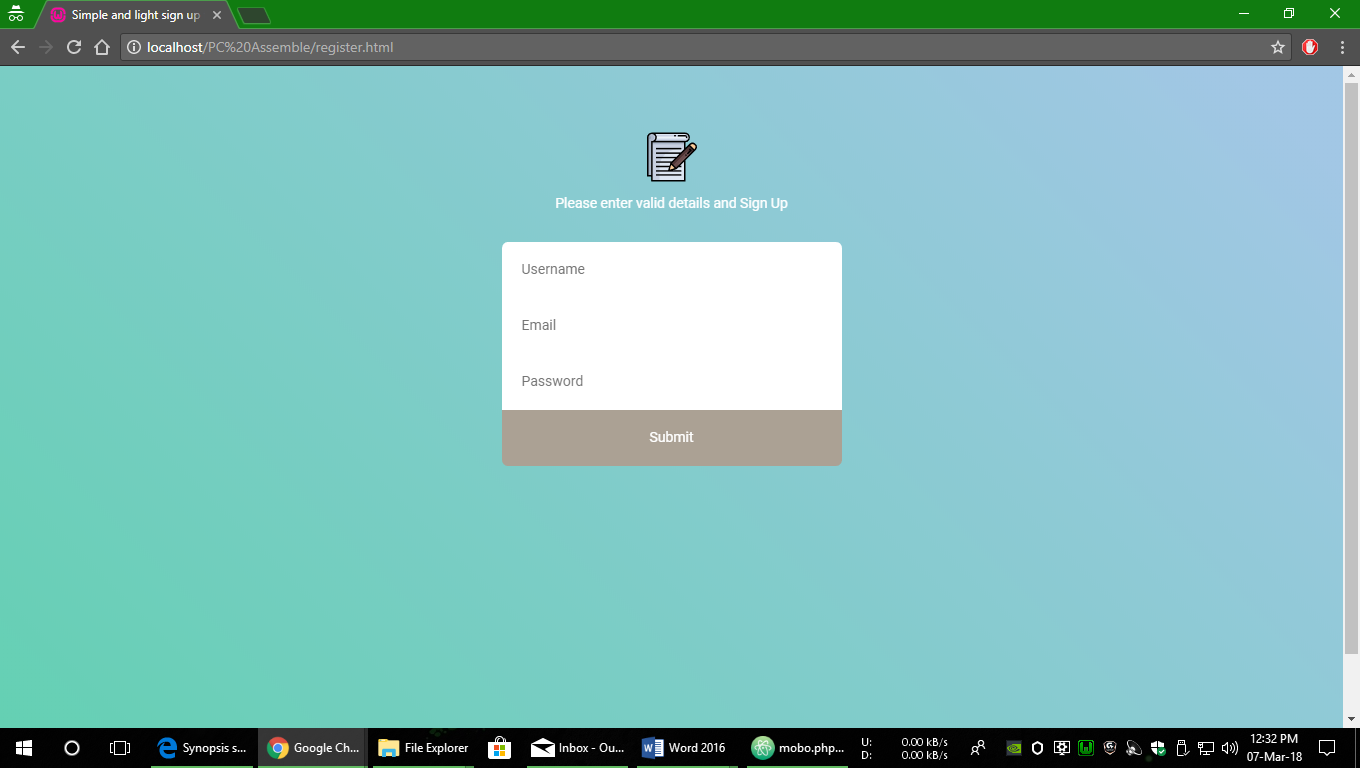 Simple and light sign up
localhost/PC%20Assemble/register.html
Please enter valid details and Sign Up
Username
Email
Password
Submit
Synopsis s...
Google Ch...
File Explorer
Inbox - Ou...
Word 2016
mobo.php...
U: 0.00 kB/s
D: 0.00 kB/s
12:32 PM
07-Mar-18